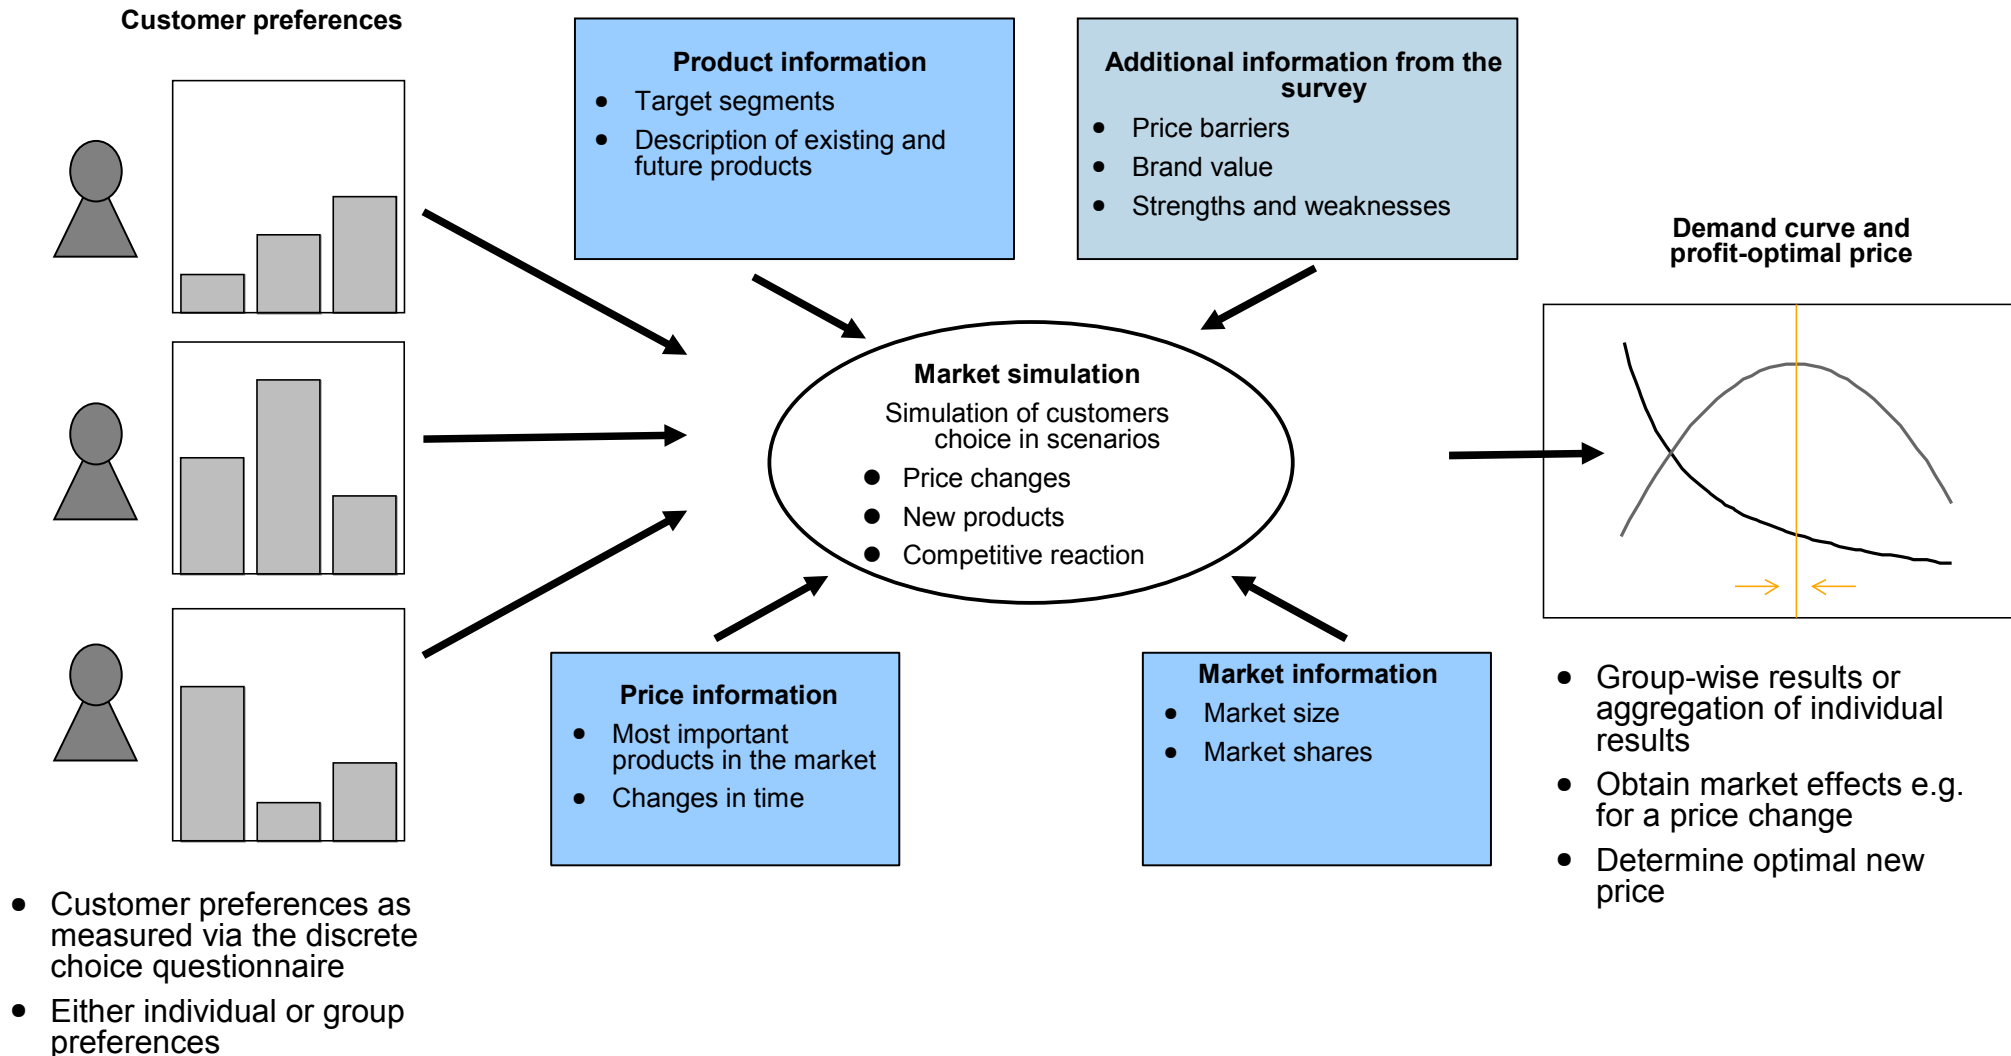 Customer preferences
Product information
• Target segments
• Description of existing and
future products
Additional information from the
survey
• Price barriers
• Brand value
• Strengths and weaknesses
Demand curve and
profit-optimal price
Market simulation
Simulation of customers
choice in scenarios
• Price changes
• New products
• Competitive reaction
Price information
• Most important
products in the market
• Changes in time
Market information
• Market size
• Market shares
• Group-wise results or
aggregation of individual
results
• Obtain market effects e.g.
for a price change
• Determine optimal new
price
• Customer preferences as
measured via the discrete
choice questionnaire
• Either individual or group
preferences